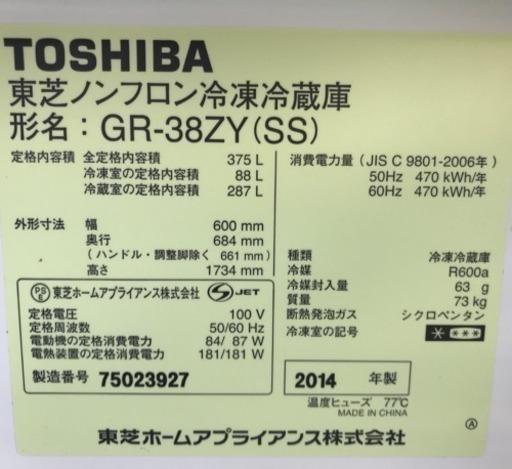 TOSHIBA
東芝ノンフロン冷凍冷蔵庫
形名：GR-38ZY(SS)
定格内容積 全定格内容積 375 L
冷凍室の定格内容積 88 L
冷蔵室の定格内容積 287 L
消費電力量 (JIS C 9801-2006年)
50Hz 470 kWh/年
60Hz 470 kWh/年
外形寸法 幅 600 mm
奥行 684 mm
(ハンドル・調整脚除く 661 mm)
高さ 1734 mm
種類 冷凍冷蔵庫
冷媒 R600a
冷媒封入量 63 g
質量 73 kg
断熱発泡ガス シクロペンタン
冷凍室の記号 * ***
PS E 東芝ホームアプライアンス株式会社 S JET
定格電圧 100 V
定格周波数 50/60 Hz
電動機の定格消費電力 84/ 87 W
電熱装置の定格消費電力 181/181 W
製造番号 75023927
2014 年製
温度ヒューズ 77℃
MADE IN CHINA
Ⓐ
東芝ホームアプライアンス株式会社